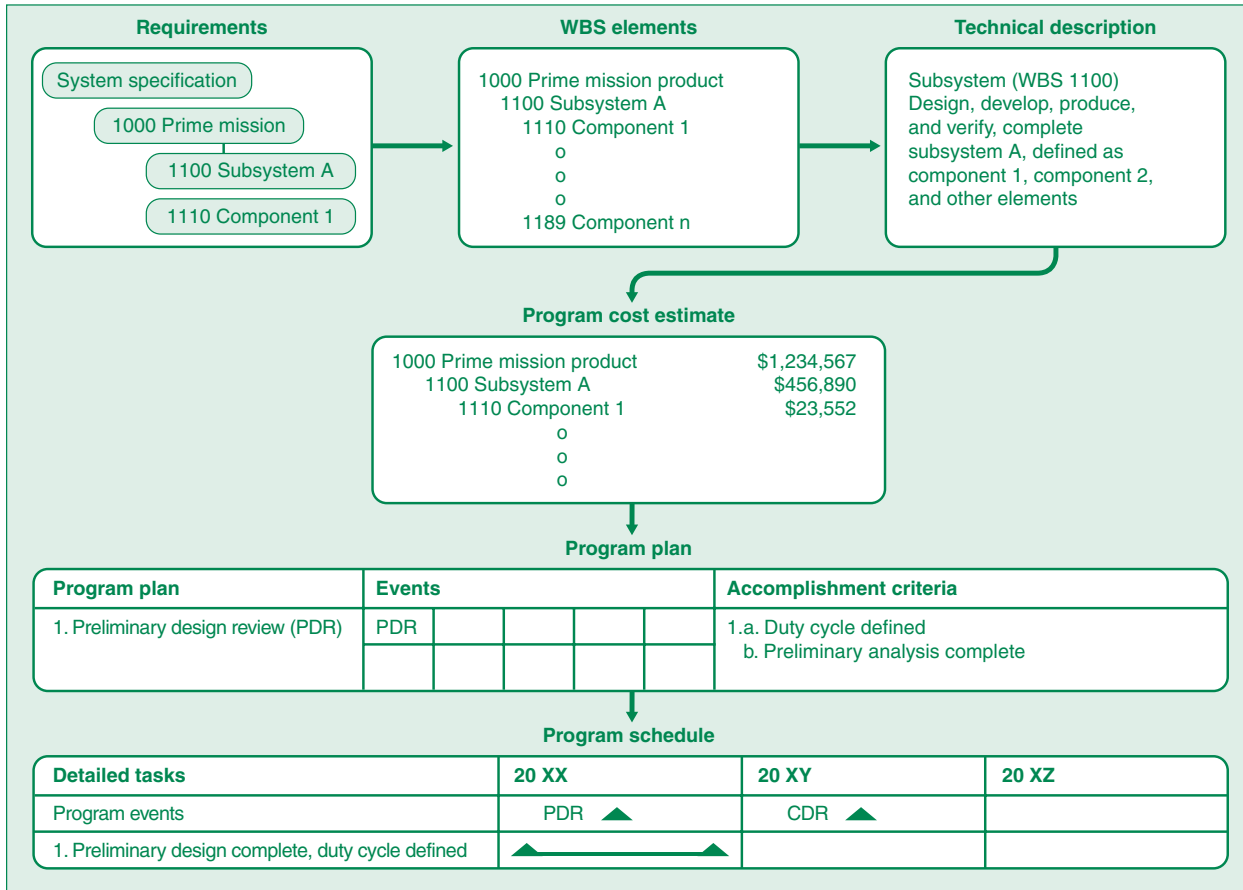 Requirements
System specification
1000 Prime mission
1100 Subsystem A
1110 Component 1
WBS elements
1000 Prime mission product
1100 Subsystem A
1110 Component 1
o
o
o
1189 Component n
Technical description
Subsystem (WBS 1100)
Design, develop, produce,
and verify, complete
subsystem A, defined as
component 1, component 2,
and other elements
Program cost estimate
1000 Prime mission product $1,234,567
1100 Subsystem A $456,890
1110 Component 1 $23,552
o
o
o
Program plan
Program plan Events Accomplishment criteria
1. Preliminary design review (PDR) PDR 1.a. Duty cycle defined
b. Preliminary analysis complete
Program schedule
Detailed tasks 20 XX 20 XY 20 XZ
Program events PDR CDR
1. Preliminary design complete, duty cycle defined